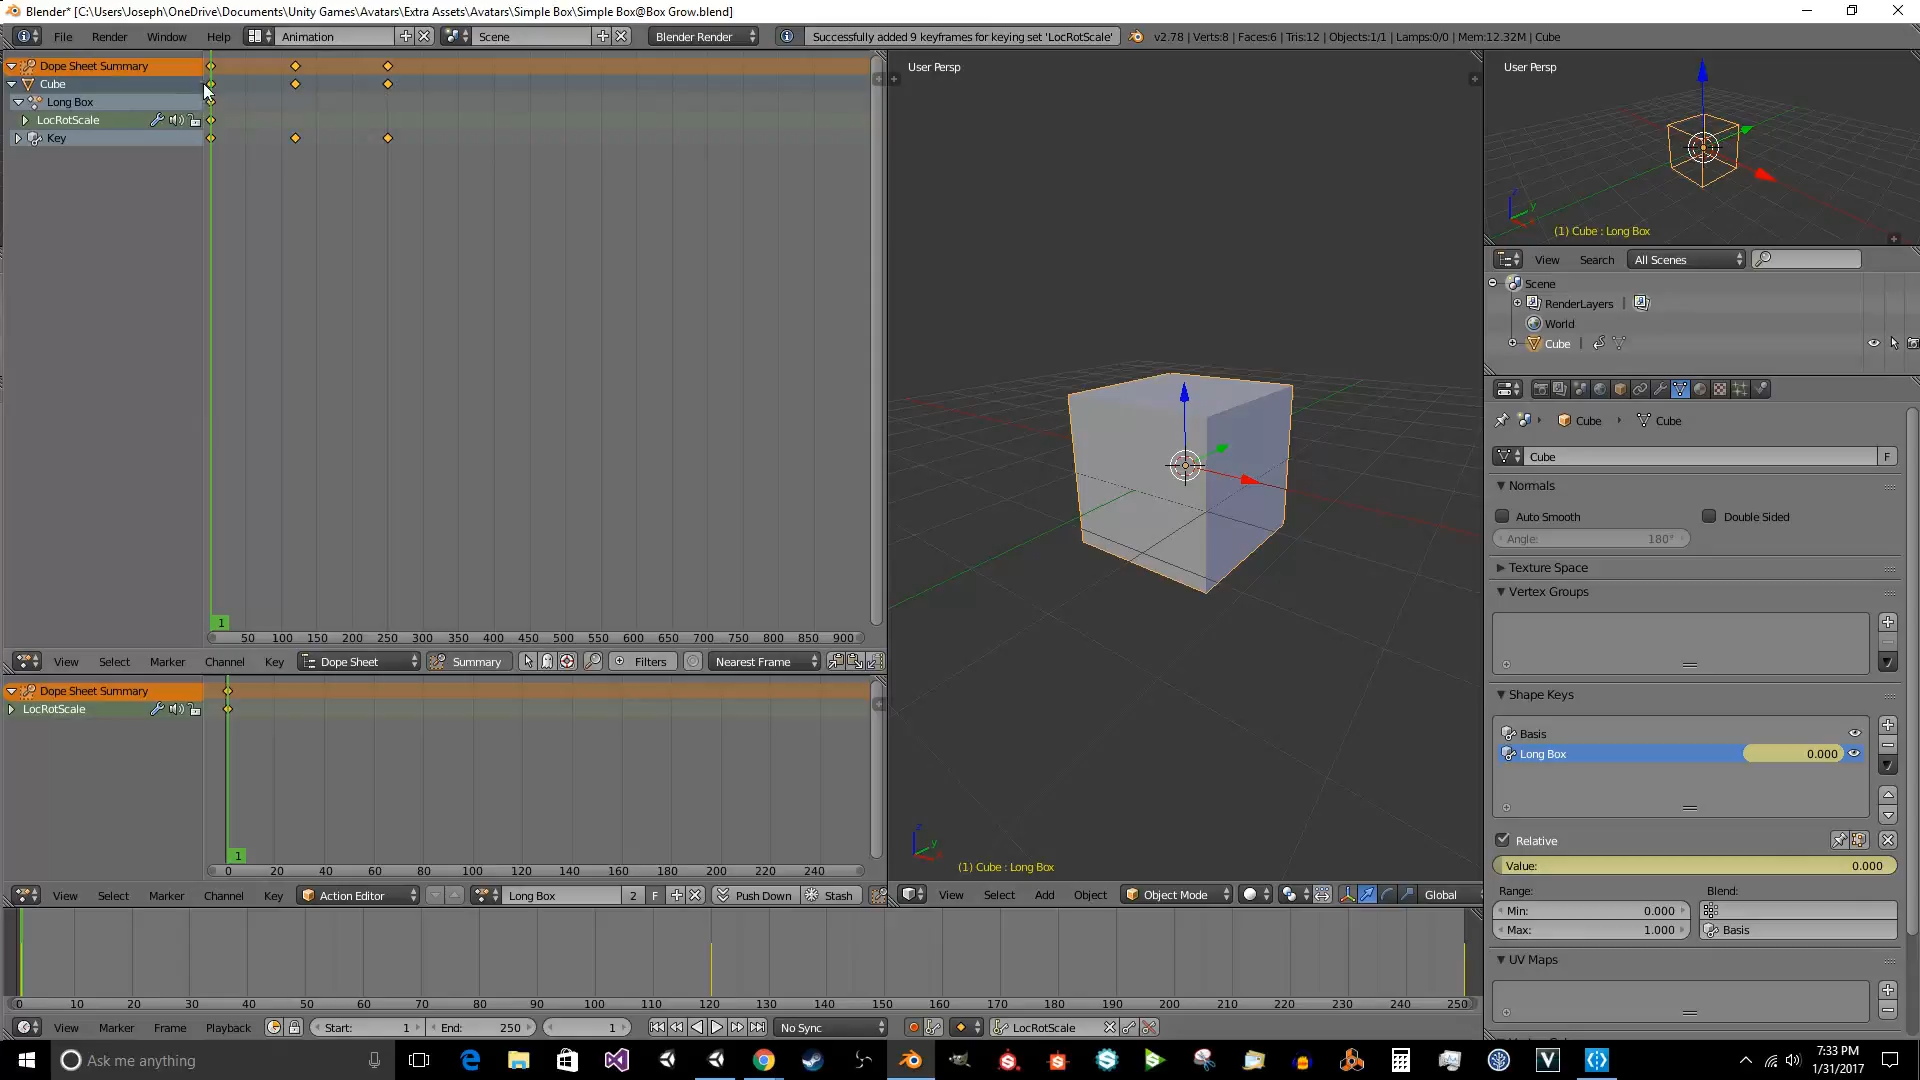 Blender* [C:\Users\Joseph\OneDrive\Documents\Unity Games\Avatars\Extra Assets\Avatars\Simple Box\Simple Box@Box Grow.blend]
File Render Window Help Animation Scene Blender Render Successfully added 9 keyframes for keying set 'LocRotScale' v2.78 | Verts:8 | Faces:6 | Tris:12 | Objects:1/1 | Lamps:0/0 | Mem:12.32M | Cube
Dope Sheet Summary
Cube
Long Box
LocRotScale
Key
1
50 100 150 200 250 300 350 400 450 500 550 600 650 700 750 800 850 900
View Select Marker Channel Key Dope Sheet Summary Filters Nearest Frame
Dope Sheet Summary
LocRotScale
1
0 20 40 60 80 100 120 140 160 180 200 220 240
View Select Marker Channel Key Action Editor Long Box 2 F Push Down Stash
User Persp
(1) Cube : Long Box
View Select Add Object Object Mode Global
0 10 20 30 40 50 60 70 80 90 100 110 120 130 140 150 160 170 180 190 200 210 220 230 240 250
View Marker Frame Playback Start: 1 End: 250 1 No Sync LocRotScale
User Persp
(1) Cube : Long Box
View Search All Scenes
Scene
RenderLayers
World
Cube
Cube Cube
Cube F
Normals
Auto Smooth Double Sided
Angle: 180°
Texture Space
Vertex Groups
Shape Keys
Basis
Long Box 0.000
Relative
Value: 0.000
Range: Blend:
Min: 0.000
Max: 1.000 Basis
UV Maps
Ask me anything
7:33 PM
1/31/2017